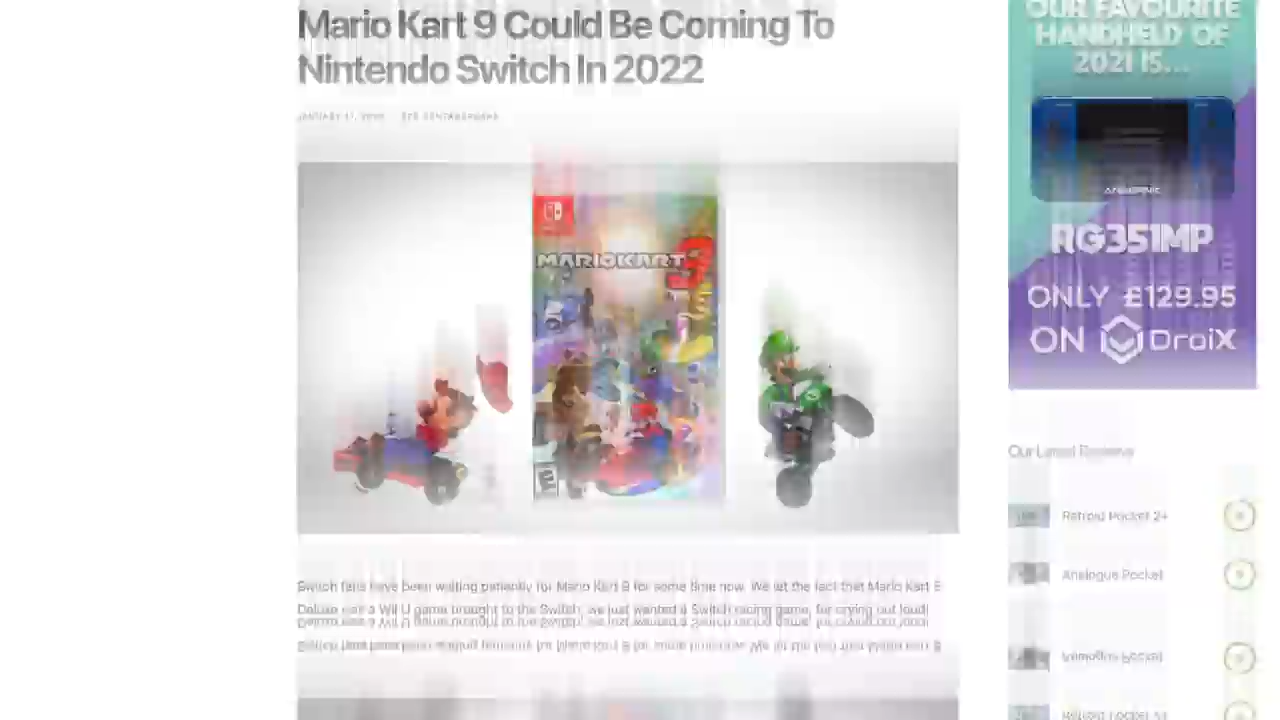 Mario Kart 9 Could Be Coming To
Nintendo Switch In 2022
MARIOKART
E
Switch fans have been waiting patiently for Mario Kart 9 for some time now. We let the fact that Mario Kart 8
Deluxe was a Wii U game brought to the Switch, we just wanted a Switch racing game, for crying out loud!
OUR FAVOURITE
HANDHELD OF
2021 IS...
ANBERNIC
RG351MP
ONLY £129.95
ON DroiX
Our Latest Reviews
Retroid Pocket 2+
Analogue Pocket